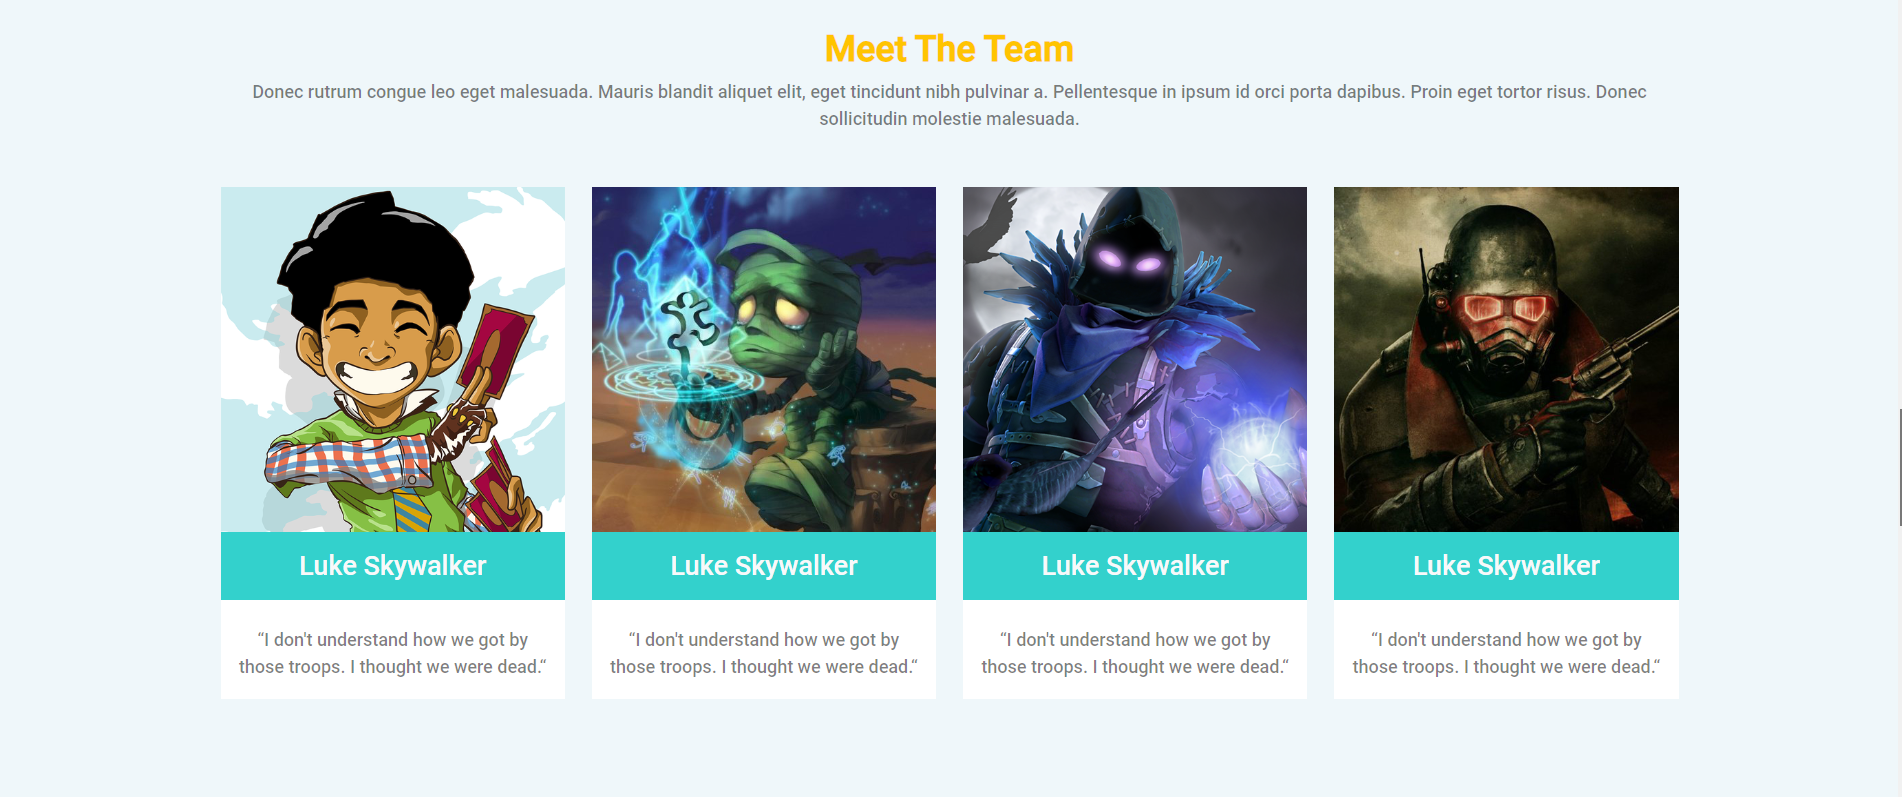 Meet The Team
Donec rutrum congue leo eget malesuada. Mauris blandit aliquet elit, eget tincidunt nibh pulvinar a. Pellentesque in ipsum id orci porta dapibus. Proin eget tortor risus. Donec
sollicitudin molestie malesuada.
Luke Skywalker
“I don't understand how we got by
those troops. I thought we were dead.“
Luke Skywalker
“I don't understand how we got by
those troops. I thought we were dead.“
Luke Skywalker
“I don't understand how we got by
those troops. I thought we were dead.“
Luke Skywalker
“I don't understand how we got by
those troops. I thought we were dead.“